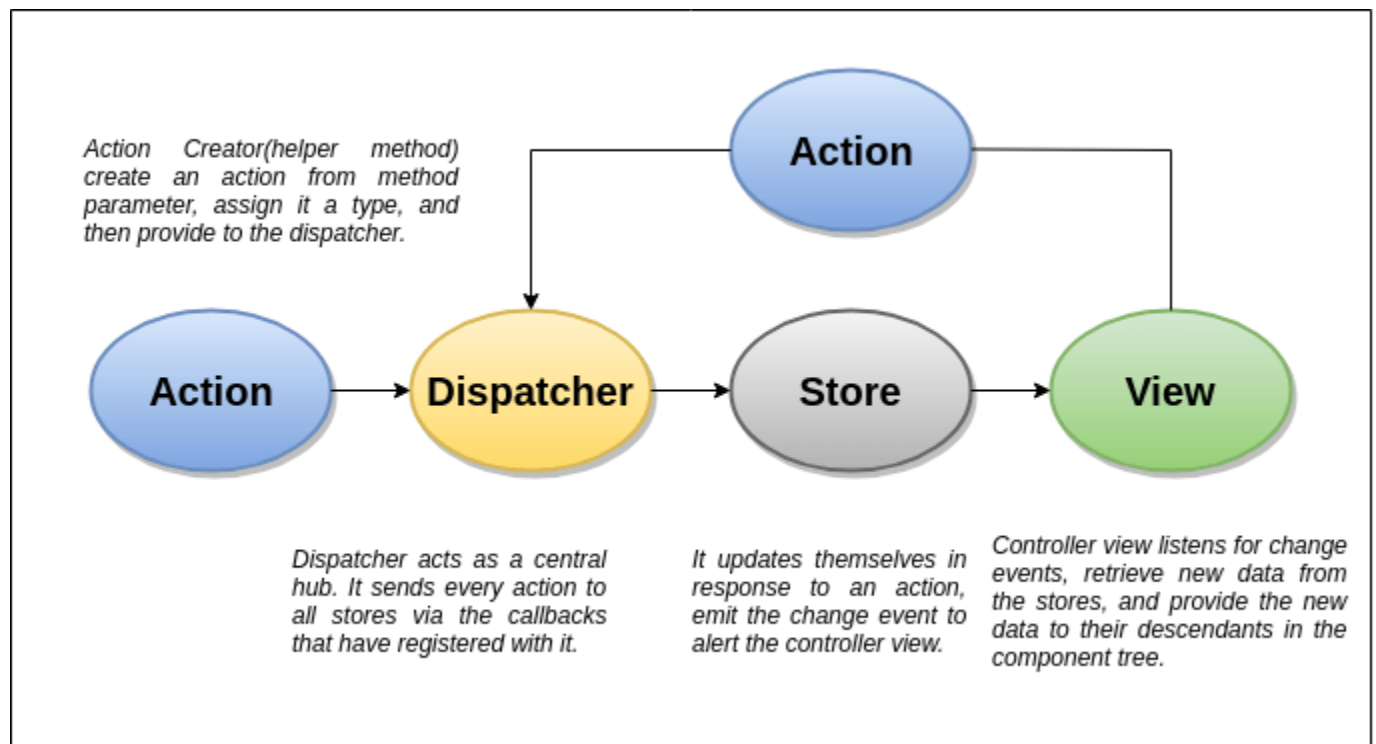 Action
Action Creator(helper method)
create an action from method
parameter, assign it a type, and
then provide to the dispatcher.
Action
Dispatcher
Store
View
Dispatcher acts as a central
hub. It sends every action to
all stores via the callbacks
that have registered with it.
It updates themselves in
response to an action,
emit the change event to
alert the controller view.
Controller view listens for change
events, retrieve new data from
the stores, and provide the new
data to their descendants in the
component tree.